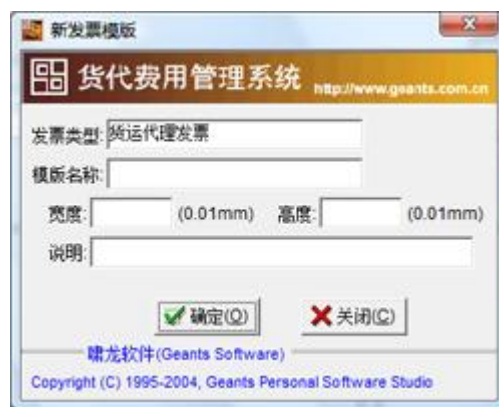 新发票模版
货代费用管理系统 http://www.geants.com.cn
发票类型: 货运代理发票
模版名称:
宽度: (0.01mm) 高度: (0.01mm)
说明:
确定(O) 关闭(C)
啸龙软件(Geants Software)
Copyright (C) 1995-2004, Geants Personal Software Studio